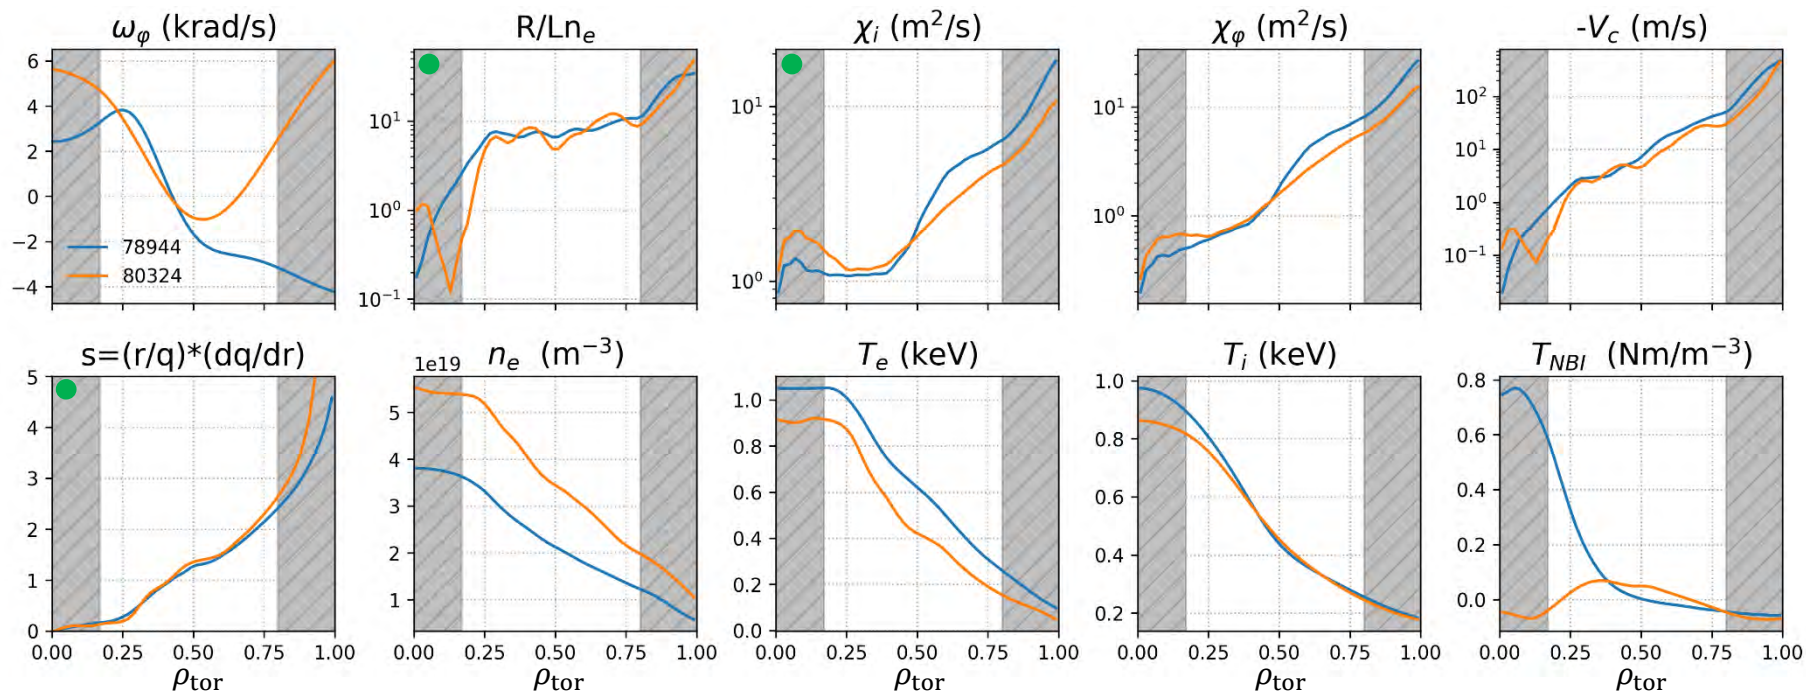 ωφ (krad/s)
6
4
2
0
−2
−4
78944
80324
R/Lnₑ
10¹
10⁰
10⁻¹
χᵢ (m²/s)
10¹
10⁰
χφ (m²/s)
10¹
10⁰
-V_c (m/s)
10²
10¹
10⁰
10⁻¹
s=(r/q)*(dq/dr)
5
4
3
2
1
0
0.00 0.25 0.50 0.75 1.00
ρtor
nₑ (m⁻³)
1e19
5
4
3
2
1
0.00 0.25 0.50 0.75 1.00
ρtor
Tₑ (keV)
1.0
0.8
0.6
0.4
0.2
0.0
0.00 0.25 0.50 0.75 1.00
ρtor
Tᵢ (keV)
1.0
0.8
0.6
0.4
0.2
0.00 0.25 0.50 0.75 1.00
ρtor
T_NBI (Nm/m⁻³)
0.8
0.6
0.4
0.2
0.0
0.00 0.25 0.50 0.75 1.00
ρtor